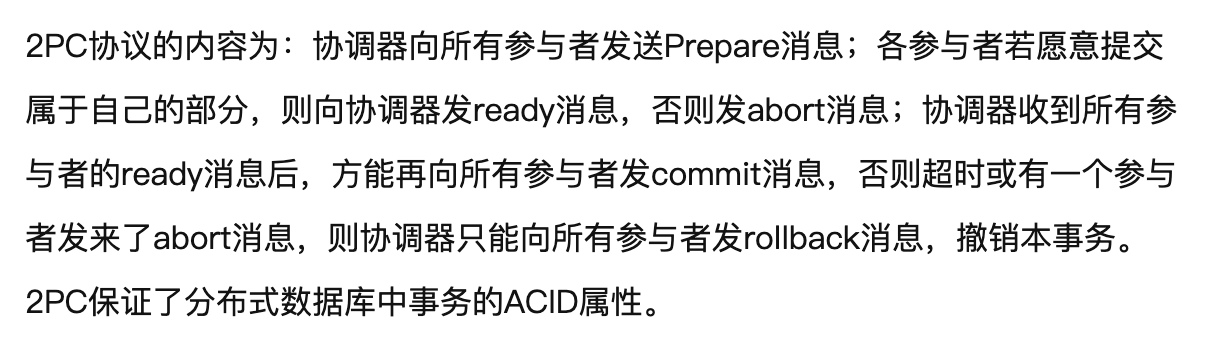 2PC协议的内容为：协调器向所有参与者发送Prepare消息；各参与者若愿意提交
属于自己的部分，则向协调器发ready消息，否则发abort消息；协调器收到所有参
与者的ready消息后，方能再向所有参与者发commit消息，否则超时或有一个参与
者发来了abort消息，则协调器只能向所有参与者发rollback消息，撤销本事务。
2PC保证了分布式数据库中事务的ACID属性。